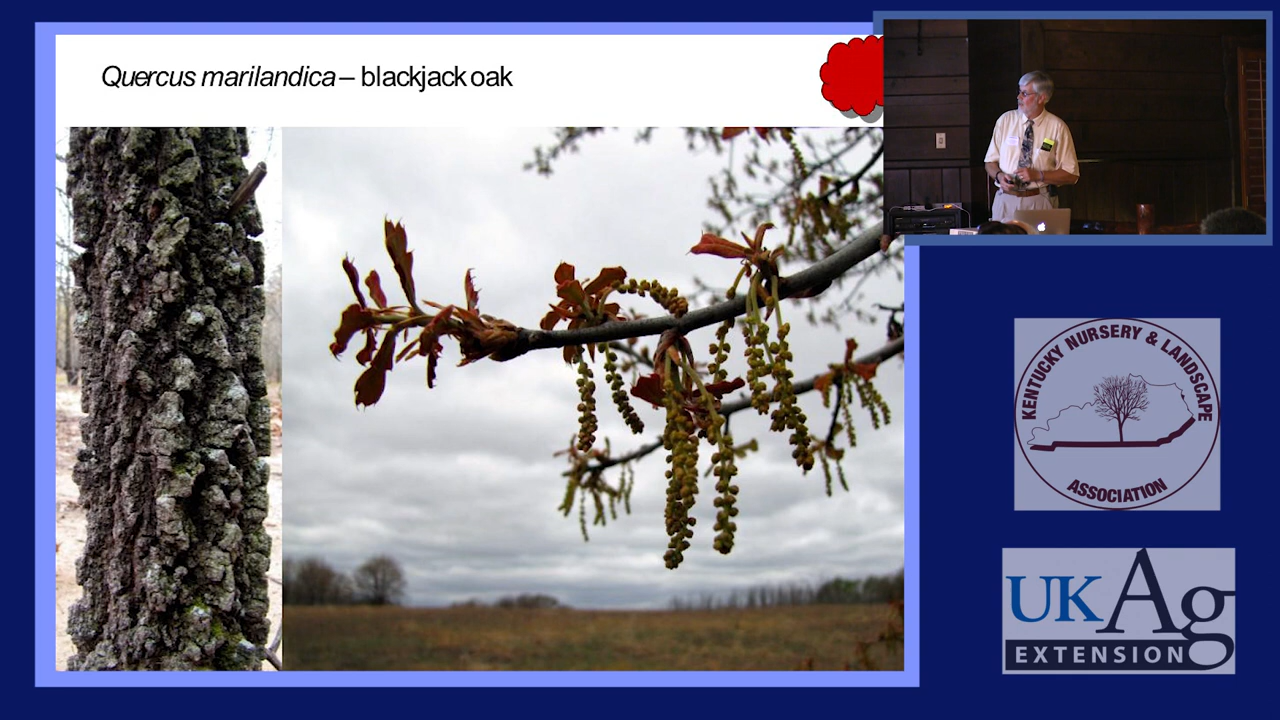 Quercus marilandica – blackjack oak
KENTUCKY NURSERY & LANDSCAPE
ASSOCIATION
UKAg
EXTENSION